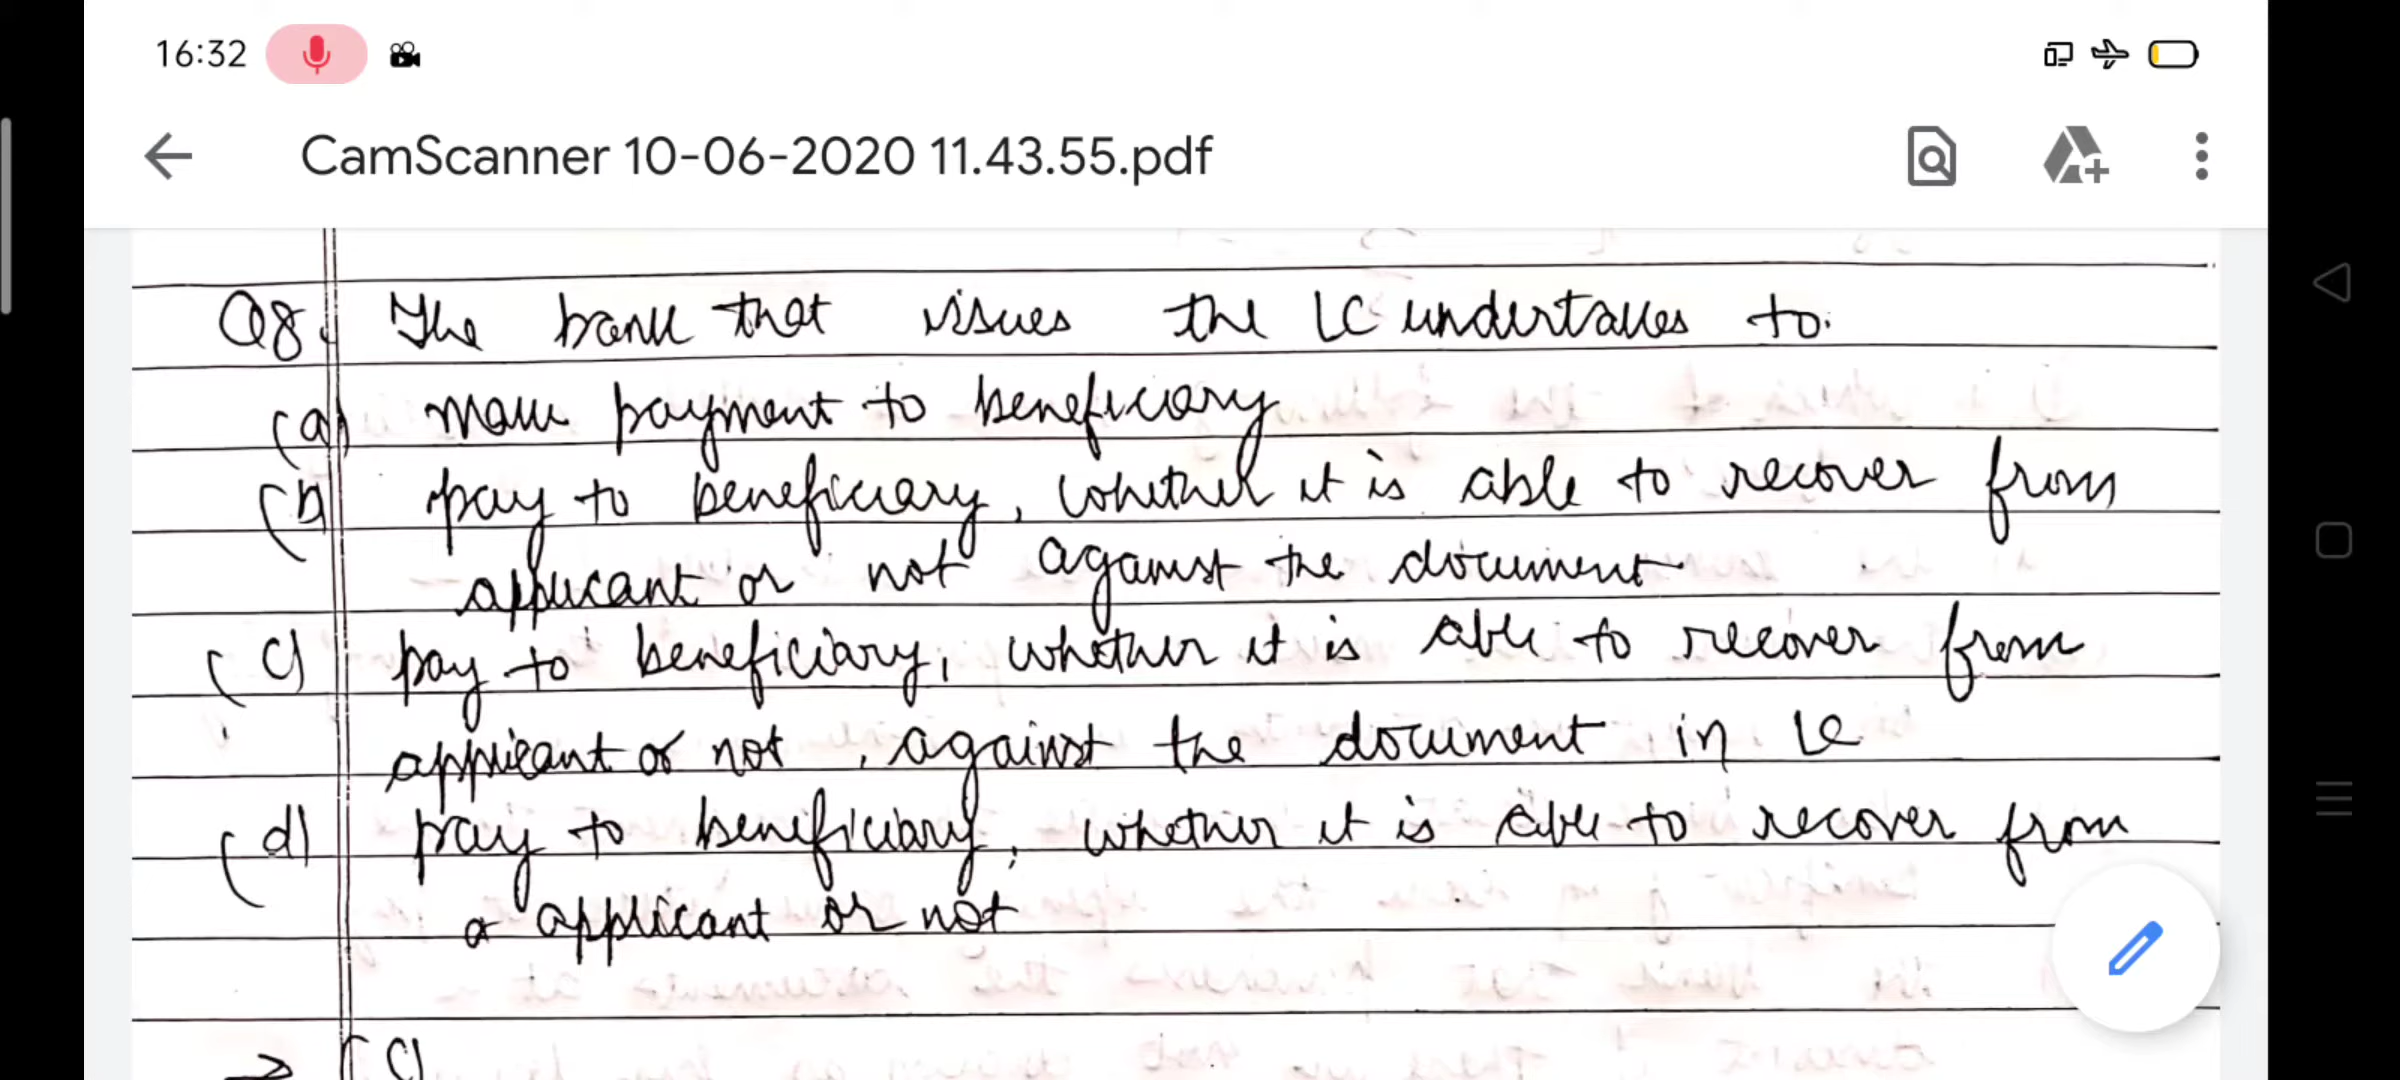 16:32
CamScanner 10-06-2020 11.43.55.pdf
Q8. The bank that issues the LC undertakes to.
(a) make payment to beneficiary
(b) pay to beneficiary, whether it is able to recover from
applicant or not against the document
(c) pay to beneficiary, whether it is able to recover from
applicant or not, against the document in LC
(d) pay to beneficiary, whether it is able to recover from
a applicant or not
→ (c)